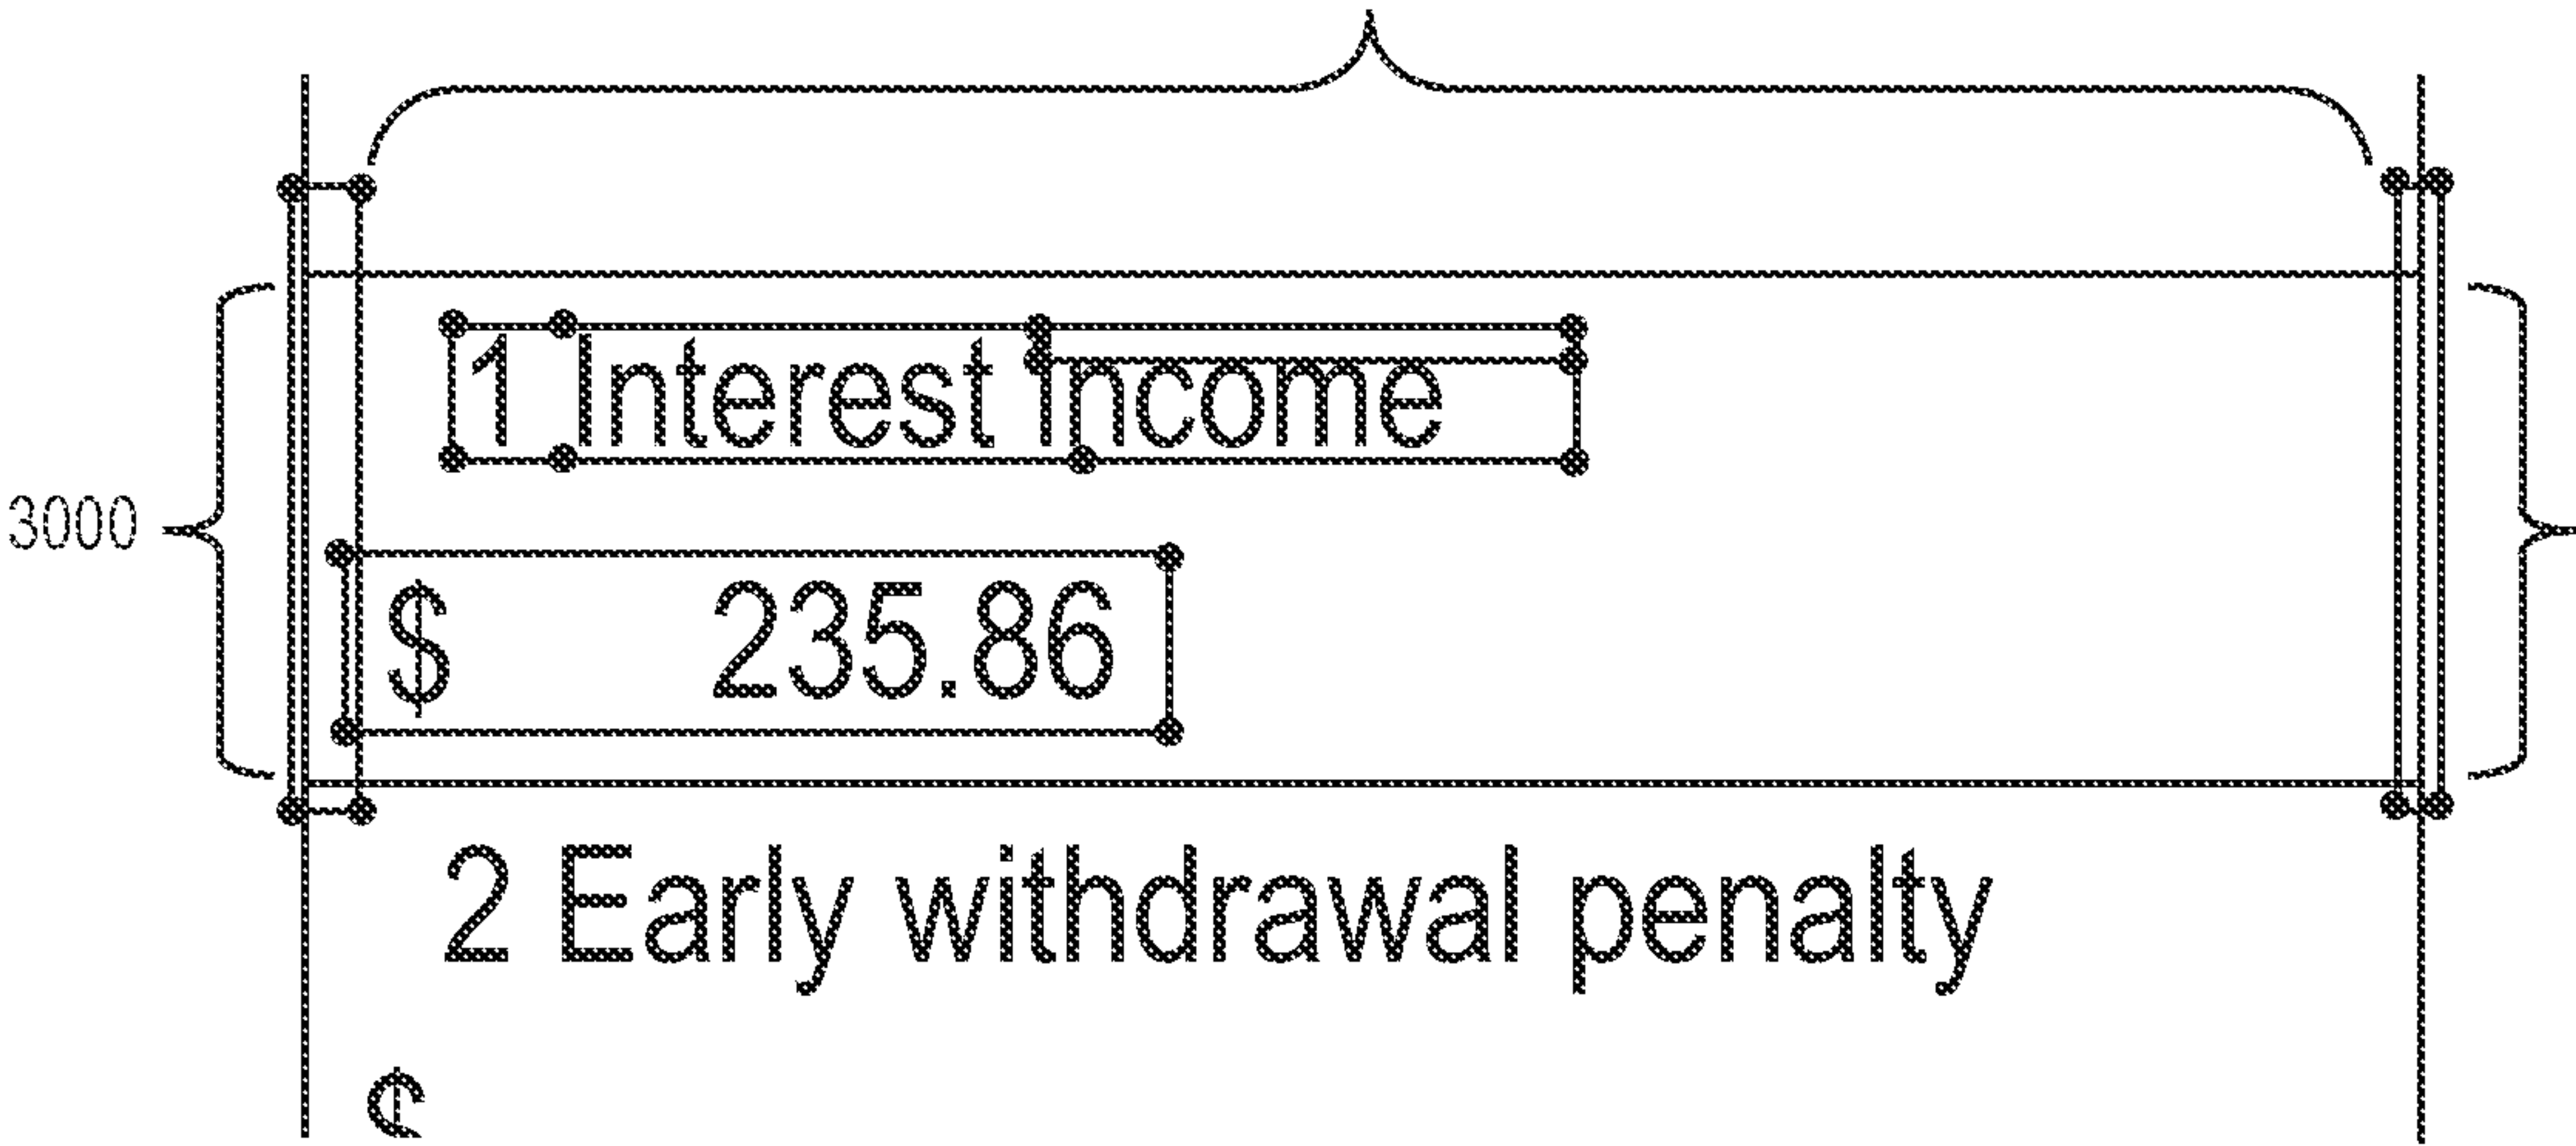 1 Interest income
3000
$ 235.86
2 Early withdrawal penalty
$